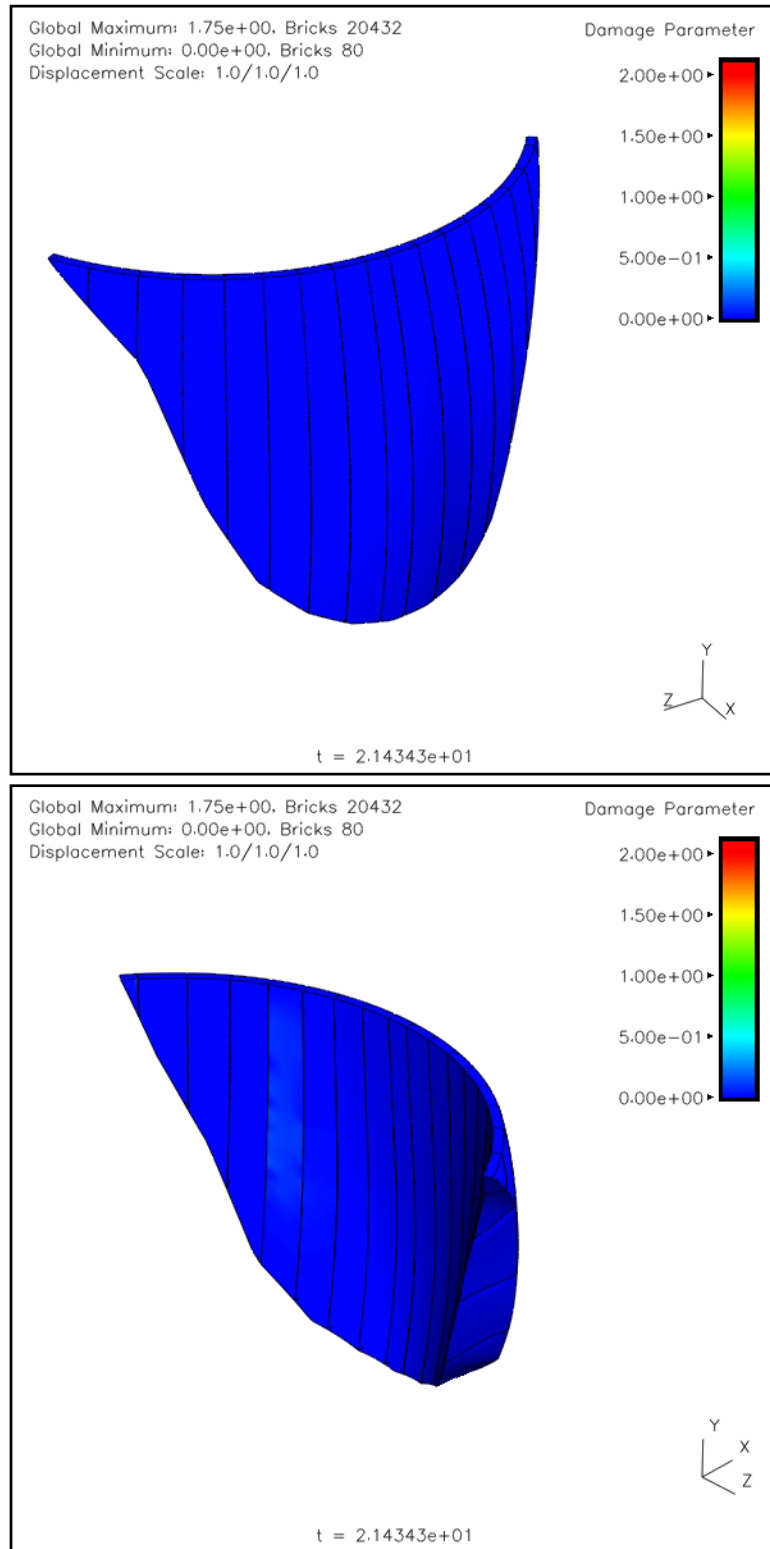 Global Maximum: 1.75e+00, Bricks 20432
Global Minimum: 0.00e+00, Bricks 80
Displacement Scale: 1.0/1.0/1.0
Damage Parameter
2.00e+00
1.50e+00
1.00e+00
5.00e-01
0.00e+00
Y
Z
X
t = 2.14343e+01
Global Maximum: 1.75e+00, Bricks 20432
Global Minimum: 0.00e+00, Bricks 80
Displacement Scale: 1.0/1.0/1.0
Damage Parameter
2.00e+00
1.50e+00
1.00e+00
5.00e-01
0.00e+00
Y
X
Z
t = 2.14343e+01